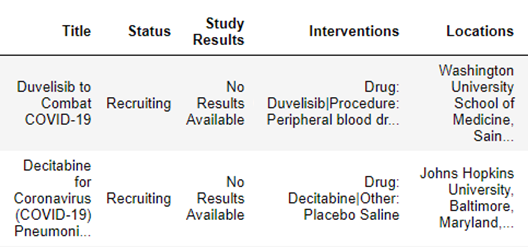 Title Status Study Results Interventions Locations
Duvelisib to Combat COVID-19 Recruiting No Results Available Drug: Duvelisib|Procedure: Peripheral blood dr... Washington University School of Medicine, Sain...
Decitabine for Coronavirus (COVID-19) Pneumoni... Recruiting No Results Available Drug: Decitabine|Other: Placebo Saline Johns Hopkins University, Baltimore, Maryland,...